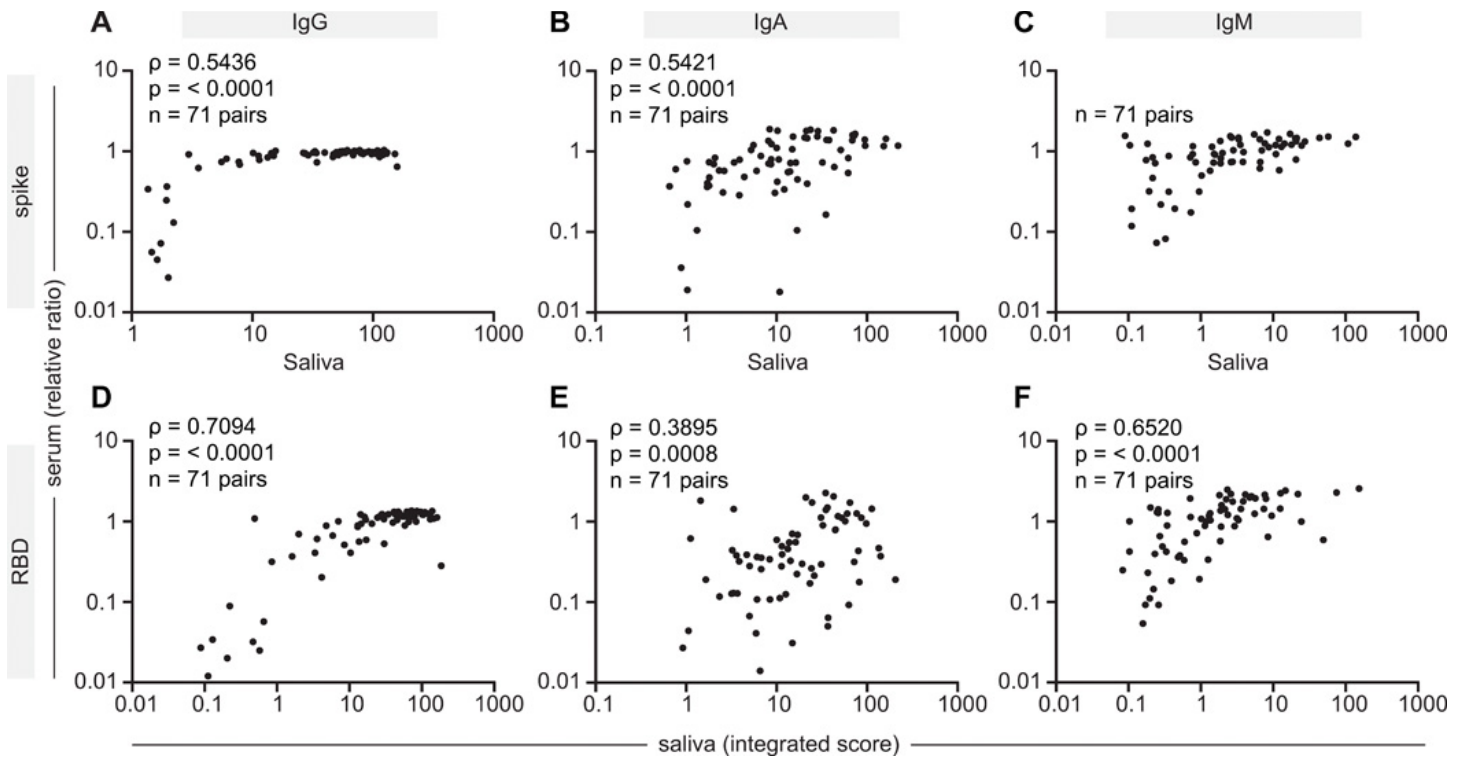 A
IgG
B
IgA
C
IgM
spike
RBD
serum (relative ratio)
ρ = 0.5436
p = < 0.0001
n = 71 pairs
10
1
0.1
0.01
1
10
100
1000
Saliva
ρ = 0.5421
p = < 0.0001
n = 71 pairs
10
1
0.1
0.01
0.1
1
10
100
1000
Saliva
n = 71 pairs
10
1
0.1
0.01
0.01
0.1
1
10
100
1000
Saliva
D
ρ = 0.7094
p = < 0.0001
n = 71 pairs
10
1
0.1
0.01
0.01
0.1
1
10
100
1000
E
ρ = 0.3895
p = 0.0008
n = 71 pairs
10
1
0.1
0.01
0.1
1
10
100
1000
F
ρ = 0.6520
p = < 0.0001
n = 71 pairs
10
1
0.1
0.01
0.01
0.1
1
10
100
1000
saliva (integrated score)